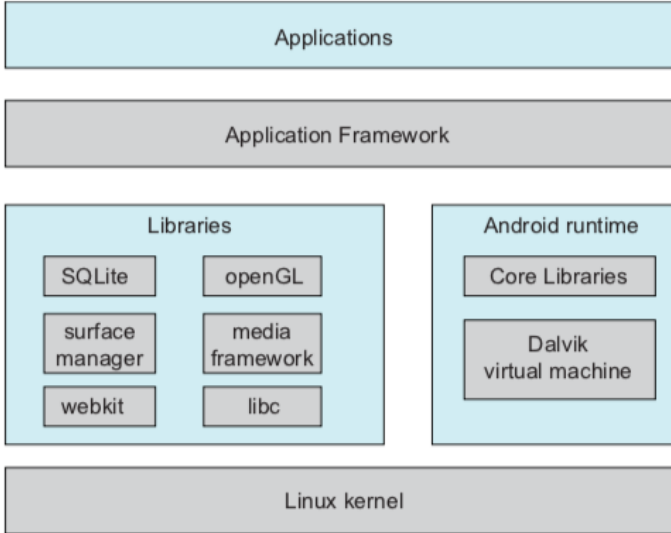 Applications
Application Framework
Libraries
SQLite
openGL
surface
manager
media
framework
webkit
libc
Android runtime
Core Libraries
Dalvik
virtual machine
Linux kernel